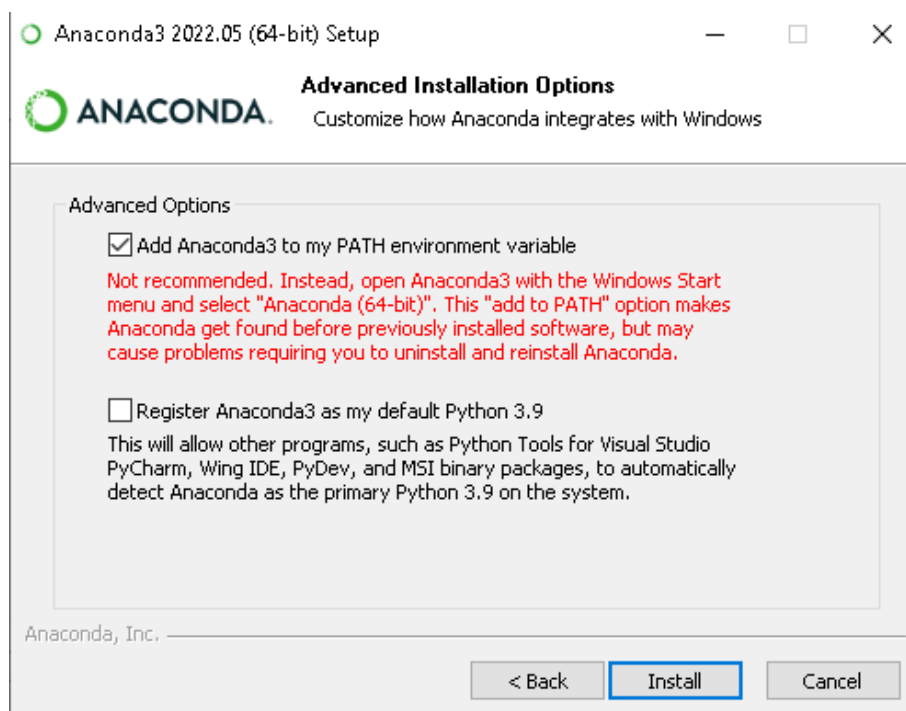 Anaconda3 2022.05 (64-bit) Setup
ANACONDA.
Advanced Installation Options
Customize how Anaconda integrates with Windows
Advanced Options
Add Anaconda3 to my PATH environment variable
Not recommended. Instead, open Anaconda3 with the Windows Start
menu and select "Anaconda (64-bit)". This "add to PATH" option makes
Anaconda get found before previously installed software, but may
cause problems requiring you to uninstall and reinstall Anaconda.
Register Anaconda3 as my default Python 3.9
This will allow other programs, such as Python Tools for Visual Studio
PyCharm, Wing IDE, PyDev, and MSI binary packages, to automatically
detect Anaconda as the primary Python 3.9 on the system.
Anaconda, Inc.
< Back
Install
Cancel